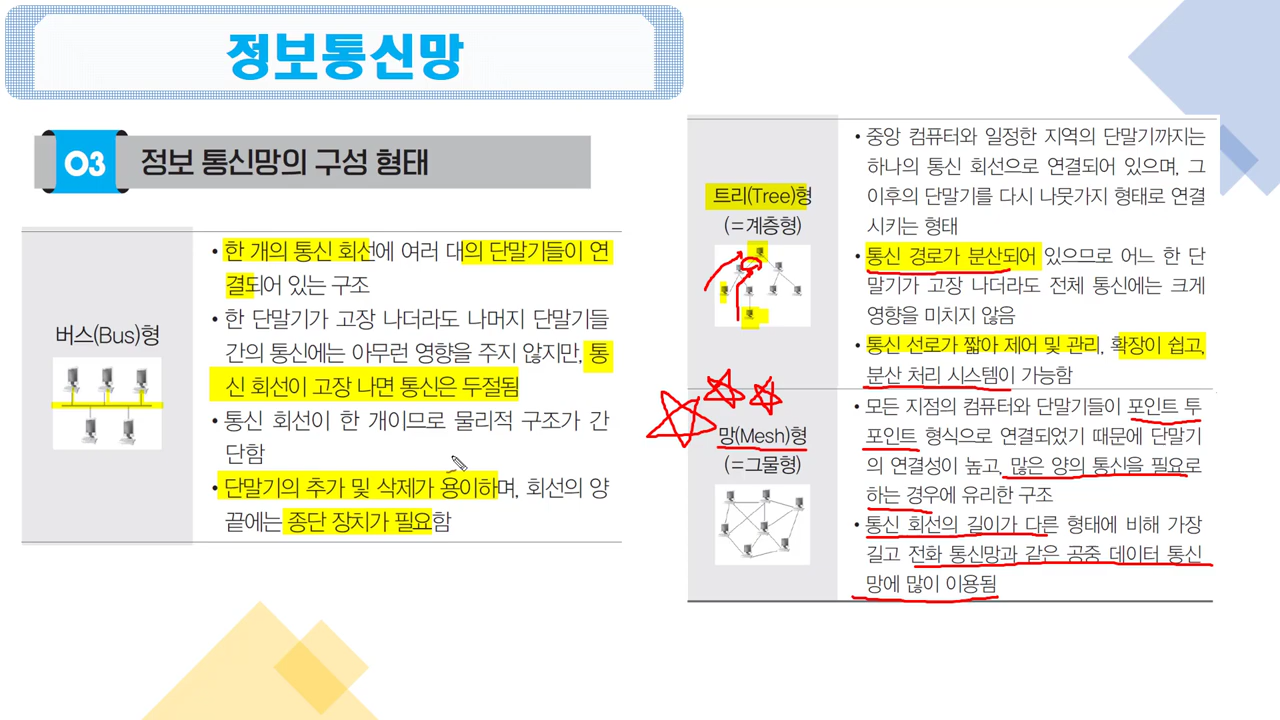 정보통신망
03 정보 통신망의 구성 형태
버스(Bus)형
• 한 개의 통신 회선에 여러 대의 단말기들이 연
결되어 있는 구조
• 한 단말기가 고장 나더라도 나머지 단말기들
간의 통신에는 아무런 영향을 주지 않지만, 통
신 회선이 고장 나면 통신은 두절됨
• 통신 회선이 한 개이므로 물리적 구조가 간
단함
• 단말기의 추가 및 삭제가 용이하며, 회선의 양
끝에는 종단 장치가 필요함
트리(Tree)형
(=계층형)
• 중앙 컴퓨터와 일정한 지역의 단말기까지는
하나의 통신 회선으로 연결되어 있으며, 그
이후의 단말기를 다시 나뭇가지 형태로 연결
시키는 형태
• 통신 경로가 분산되어 있으므로 어느 한 단
말기가 고장 나더라도 전체 통신에는 크게
영향을 미치지 않음
• 통신 선로가 짧아 제어 및 관리, 확장이 쉽고,
분산 처리 시스템이 가능함
망(Mesh)형
(=그물형)
• 모든 지점의 컴퓨터와 단말기들이 포인트 투
포인트 형식으로 연결되었기 때문에 단말기
의 연결성이 높고, 많은 양의 통신을 필요로
하는 경우에 유리한 구조
• 통신 회선의 길이가 다른 형태에 비해 가장
길고 전화 통신망과 같은 공중 데이터 통신
망에 많이 이용됨